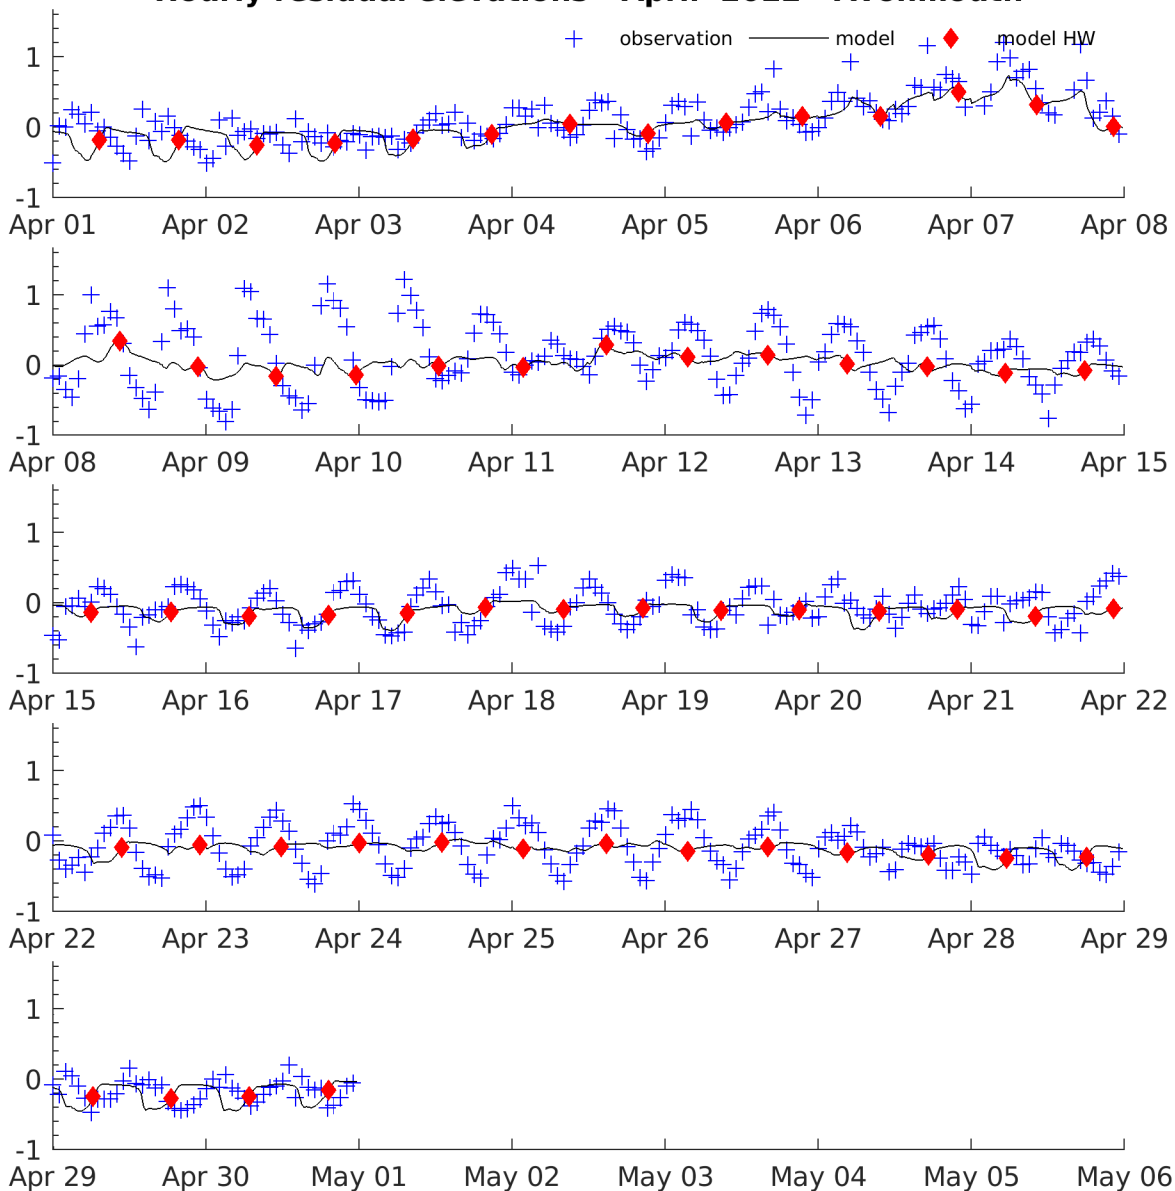 residual elevations April
observation model model HW
1
0
-1
Apr 01 Apr 02 Apr 03 Apr 04 Apr 05 Apr 06 Apr 07 Apr 08
1
0
-1
Apr 08 Apr 09 Apr 10 Apr 11 Apr 12 Apr 13 Apr 14 Apr 15
1
0
-1
Apr 15 Apr 16 Apr 17 Apr 18 Apr 19 Apr 20 Apr 21 Apr 22
1
0
-1
Apr 22 Apr 23 Apr 24 Apr 25 Apr 26 Apr 27 Apr 28 Apr 29
1
0
-1
Apr 29 Apr 30 May 01 May 02 May 03 May 04 May 05 May 06